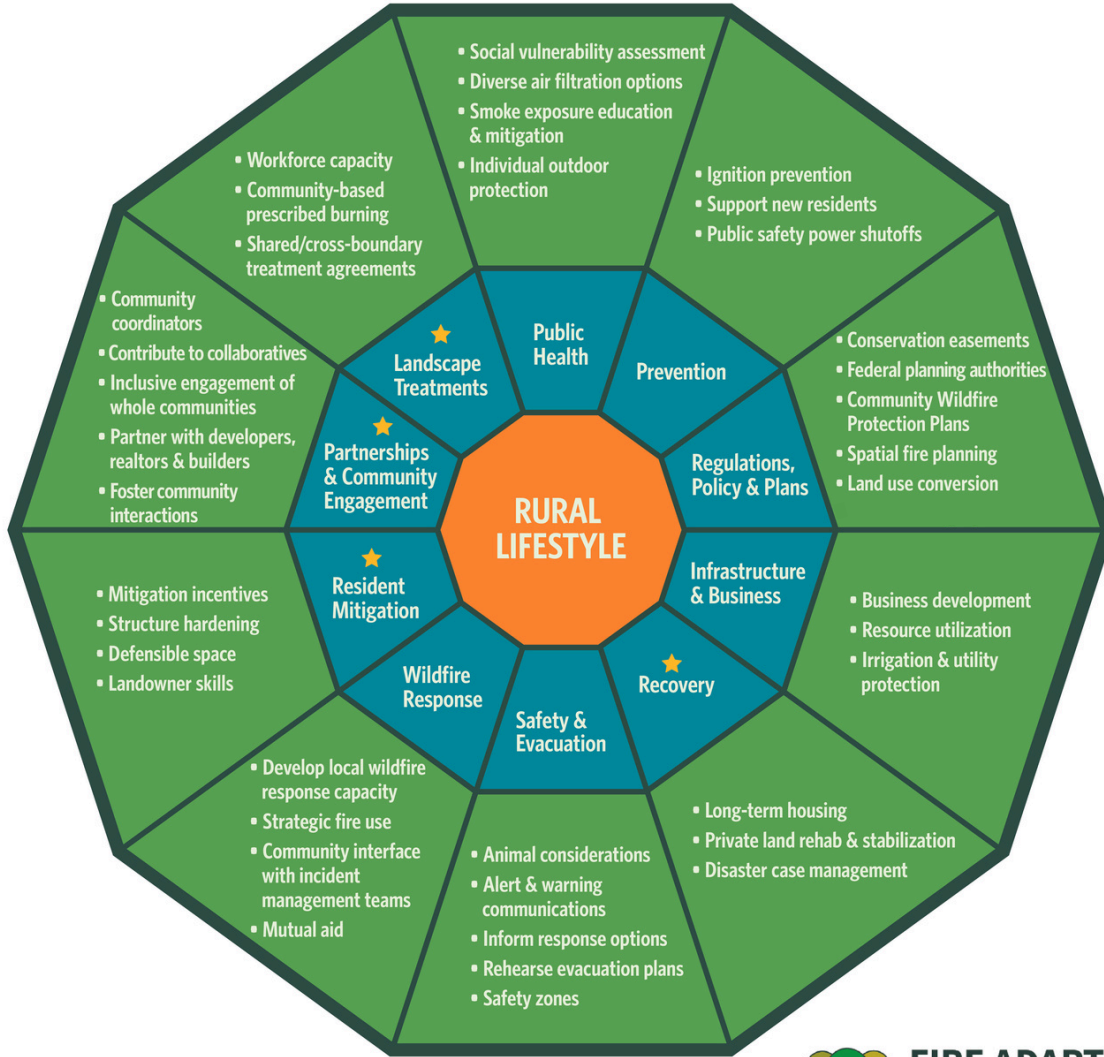 • Social vulnerability assessment
• Diverse air filtration options
• Smoke exposure education
& mitigation
• Individual outdoor
protection
• Ignition prevention
• Support new residents
• Public safety power shutoffs
• Conservation easements
• Federal planning authorities
• Community Wildfire
Protection Plans
• Spatial fire planning
• Land use conversion
• Business development
• Resource utilization
• Irrigation & utility
protection
• Long-term housing
• Private land rehab & stabilization
• Disaster case management
• Animal considerations
• Alert & warning
communications
• Inform response options
• Rehearse evacuation plans
• Safety zones
• Develop local wildfire
response capacity
• Strategic fire use
• Community interface
with incident
management teams
• Mutual aid
• Mitigation incentives
• Structure hardening
• Defensible space
• Landowner skills
• Community
coordinators
• Contribute to collaboratives
• Inclusive engagement of
whole communities
• Partner with developers,
realtors & builders
• Foster community
interactions
• Workforce capacity
• Community-based
prescribed burning
• Shared/cross-boundary
treatment agreements
Public
Health
Prevention
Regulations,
Policy & Plans
Infrastructure
& Business
Recovery
Safety &
Evacuation
Wildfire
Response
Resident
Mitigation
Partnerships
& Community
Engagement
Landscape
Treatments
RURAL
LIFESTYLE
FIRE ADAPT